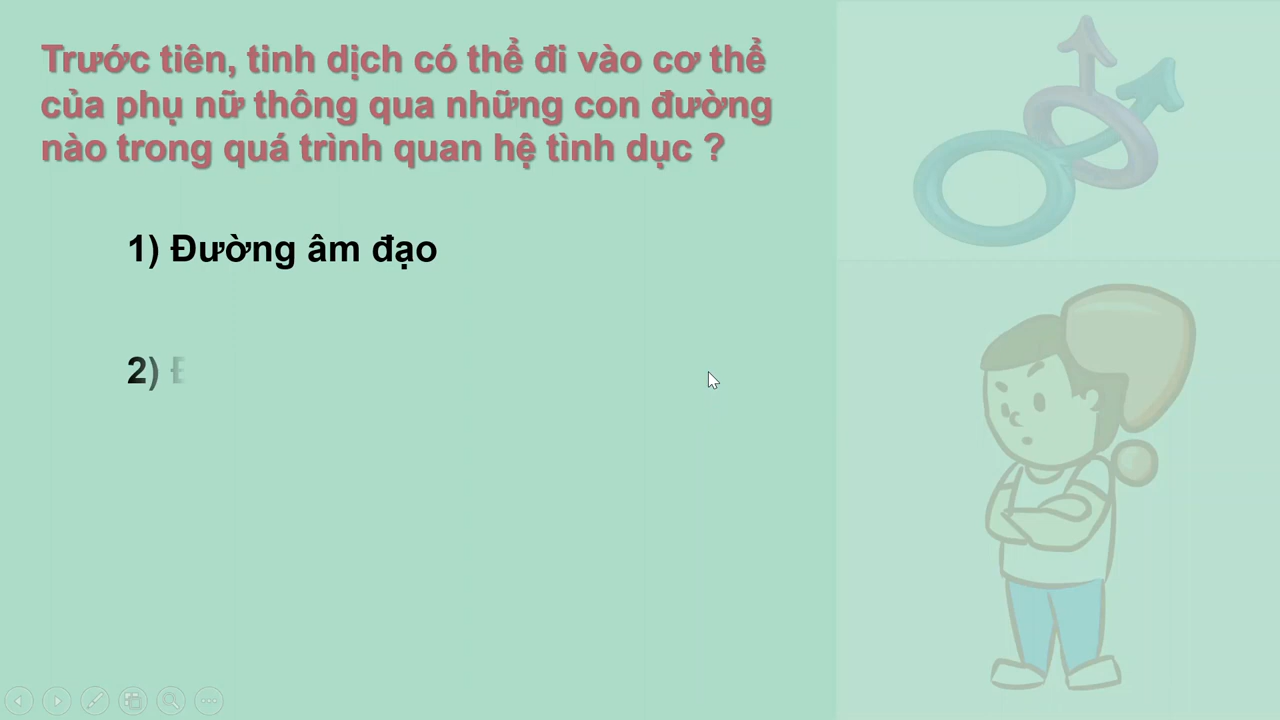 Trước tiên, tinh dịch có thể đi vào cơ thể
của phụ nữ thông qua những con đường
nào trong quá trình quan hệ tình dục ?
1) Đường âm đạo
2) Đ